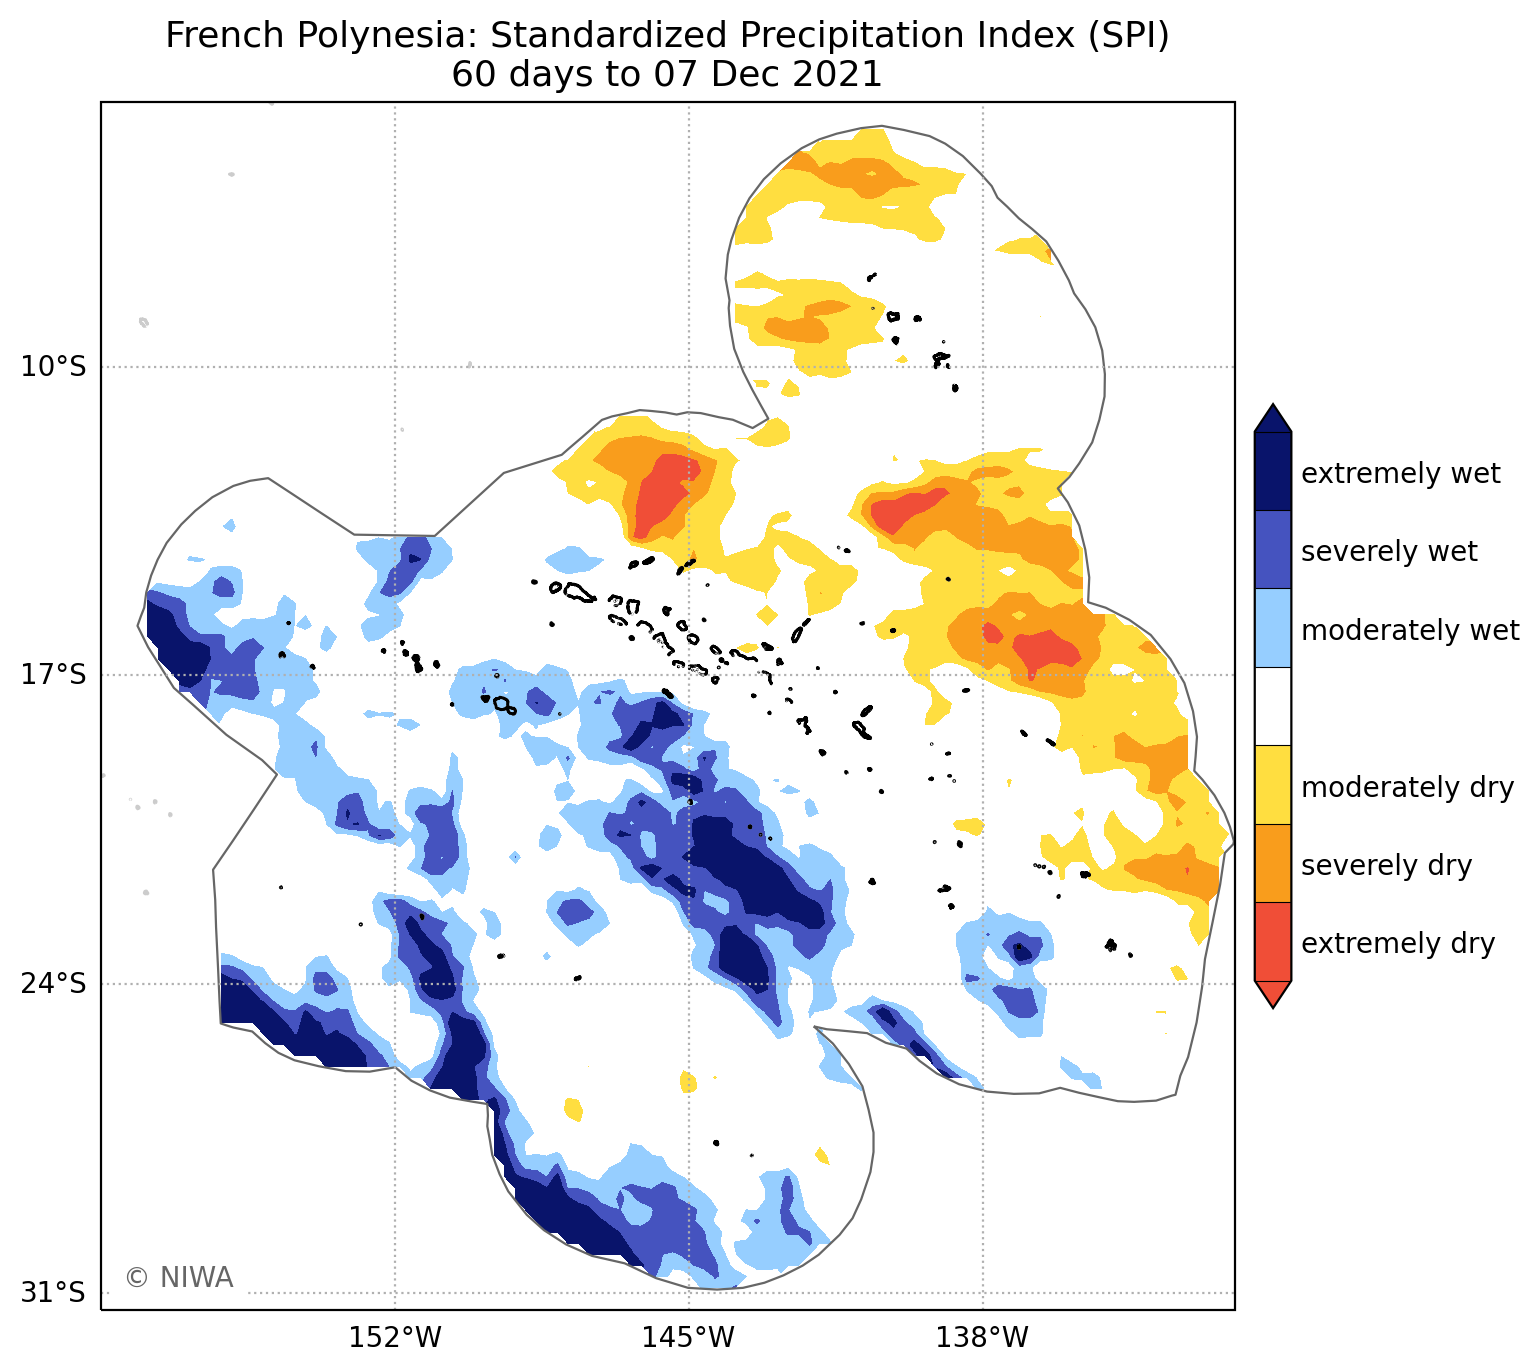 French Polynesia: Standardized Precipitation Index (SPI)
60 days to 07 Dec 2021
10°S
17°S
24°S
31°S
152°W
145°W
138°W
extremely wet
severely wet
moderately wet
moderately dry
severely dry
extremely dry
© NIWA